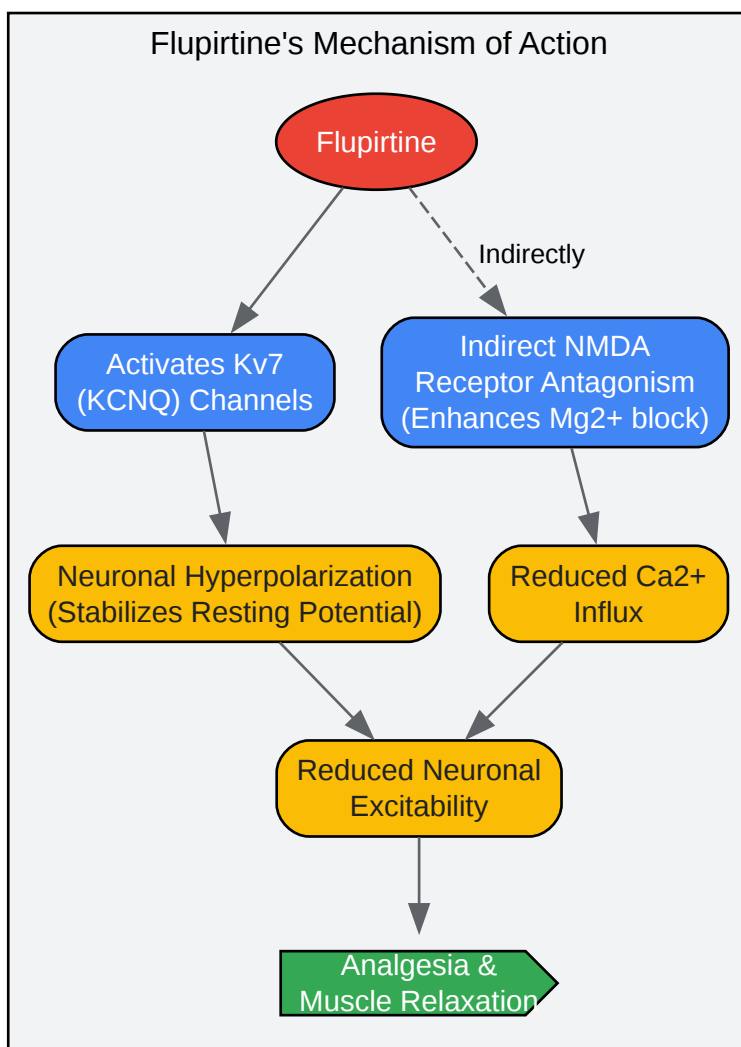 Flupirtine's Mechanism of Action
Flupirtine
Indirectly
Activates Kv7
(KCNQ) Channels
Indirect NMDA
Receptor Antagonism
(Enhances Mg2+ block)
Neuronal Hyperpolarization
(Stabilizes Resting Potential)
Reduced Ca2+
Influx
Reduced Neuronal
Excitability
Analgesia &
Muscle Relaxation